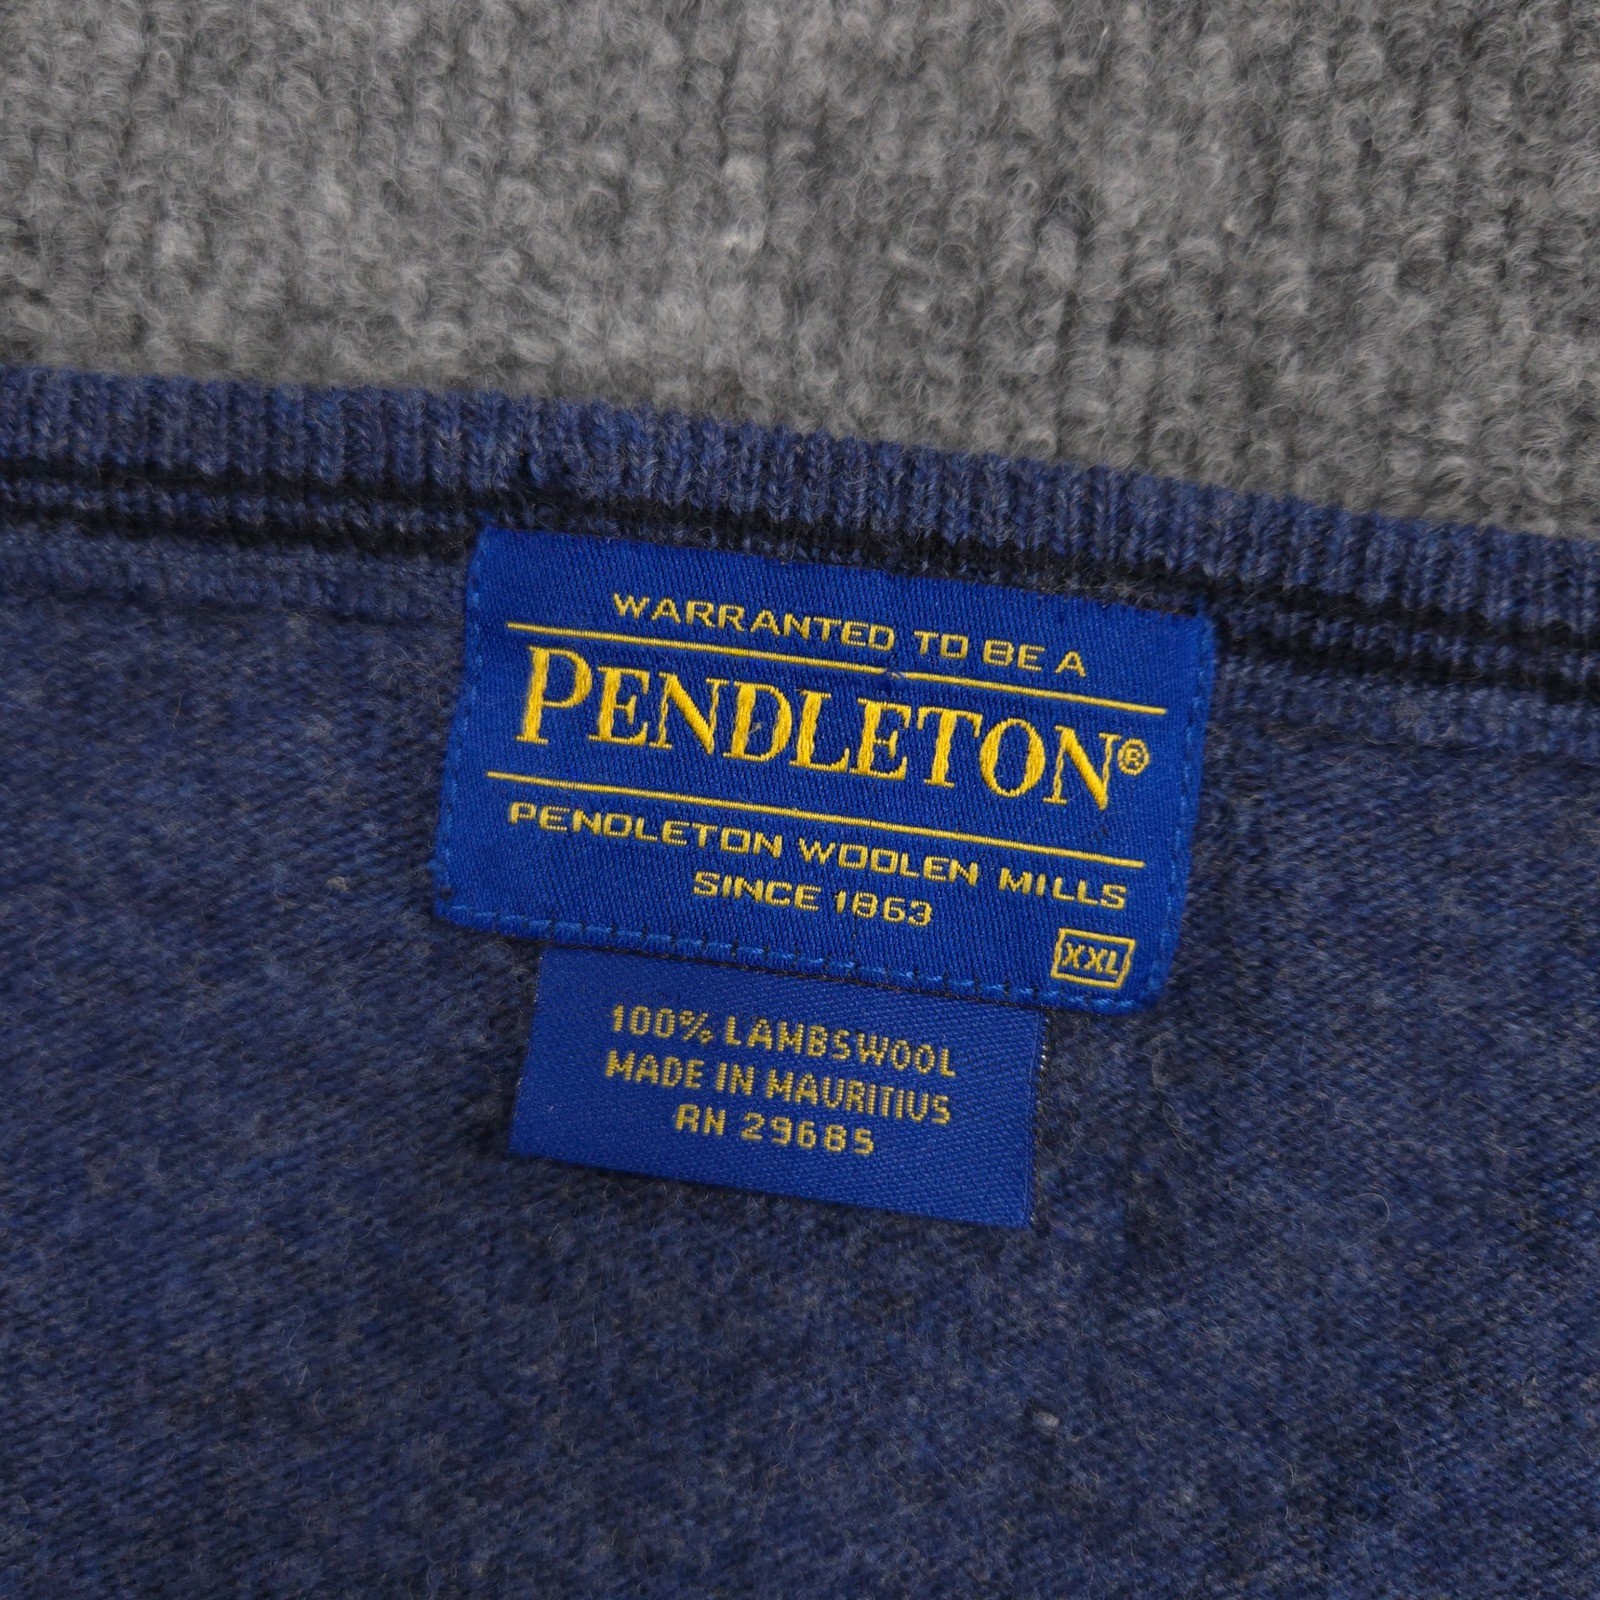 WARRANTED TO BE A
PENDLETON®
PENDLETON WOOLEN MILLS
SINCE 1863
XXL
100% LAMBSWOOL
MADE IN MAURITIUS
RN 29685